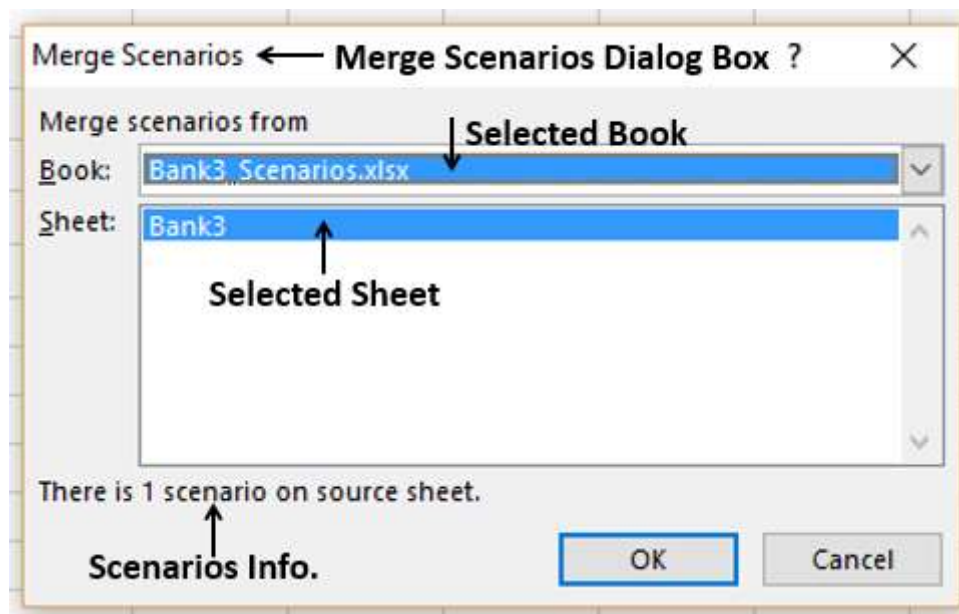 Merge Scenarios Merge Scenarios Dialog Box ?
Merge scenarios from
Selected Book
Book: Bank3_Scenarios.xlsx
Sheet: Bank3
Selected Sheet
There is 1 scenario on source sheet.
Scenarios Info.
OK Cancel